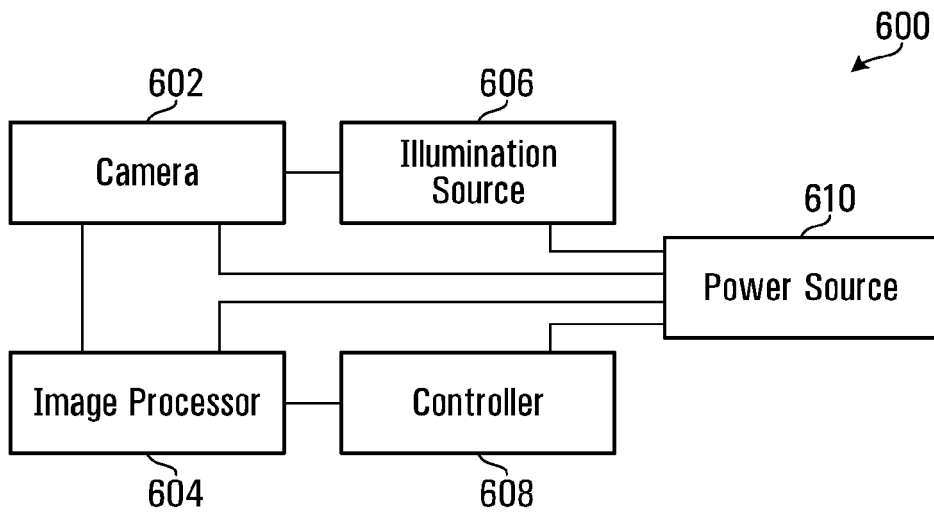 600
602
606
Camera
Illumination
Source
610
Power Source
Image Processor
Controller
604
608